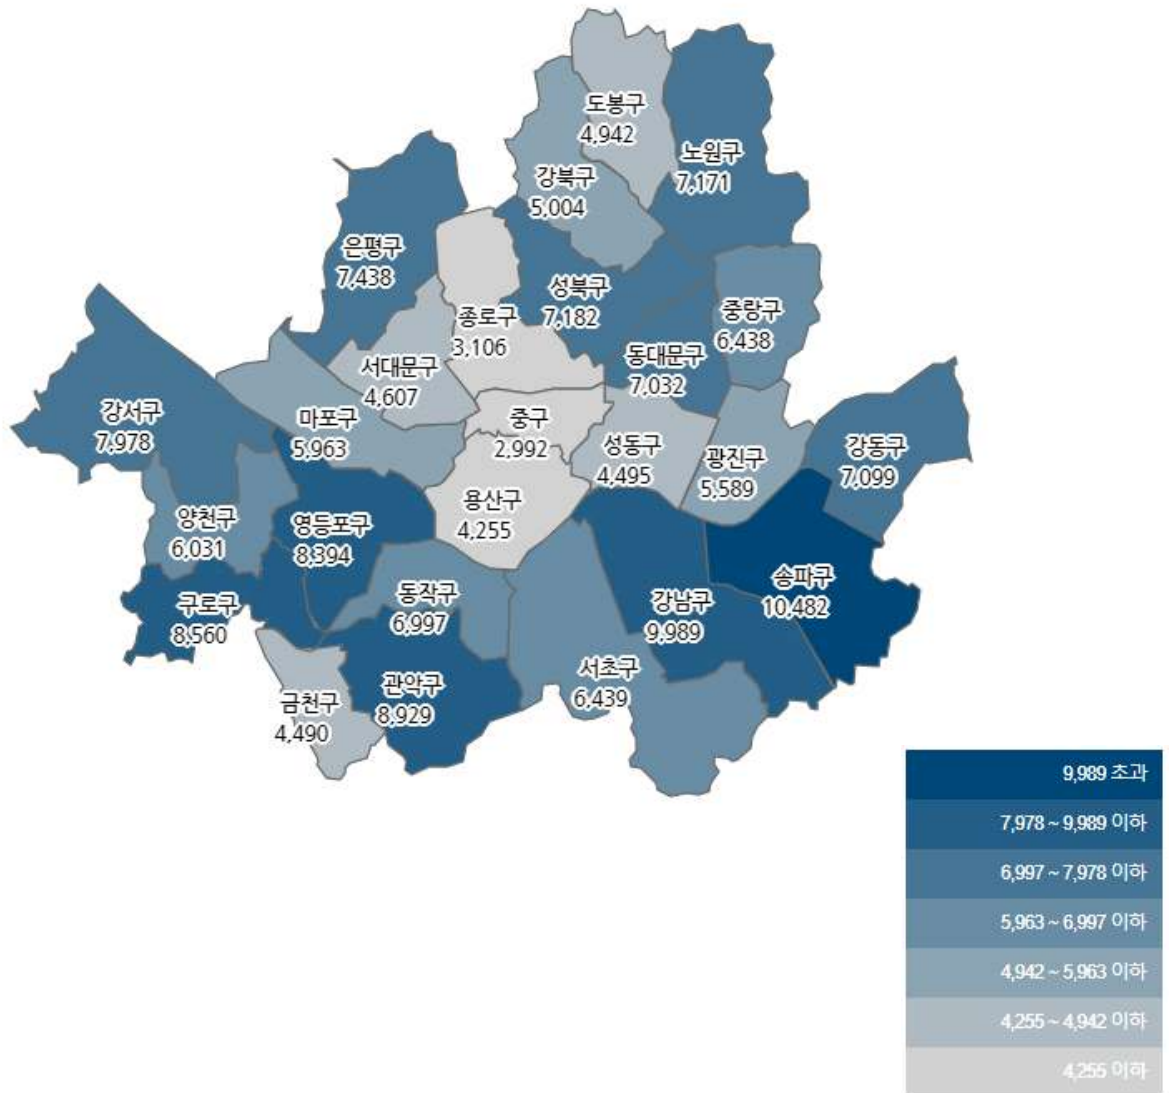 도봉구
4,942
노원구
7,171
강북구
5,004
은평구
7,438
성북구
7,182
중랑구
6,438
종로구
3,106
동대문구
7,032
서대문구
4,607
강서구
7,978
마포구
5,963
중구
2,992
성동구
4,495
광진구
5,589
강동구
7,099
용산구
4,255
양천구
6,031
영등포구
8,394
송파구
10,482
구로구
8,560
동작구
6,997
강남구
9,989
서초구
6,439
관악구
8,929
금천구
4,490
9,989 초과
7,978 ~ 9,989 이하
6,997 ~ 7,978 이하
5,963 ~ 6,997 이하
4,942 ~ 5,963 이하
4,255 ~ 4,942 이하
4,255 이하